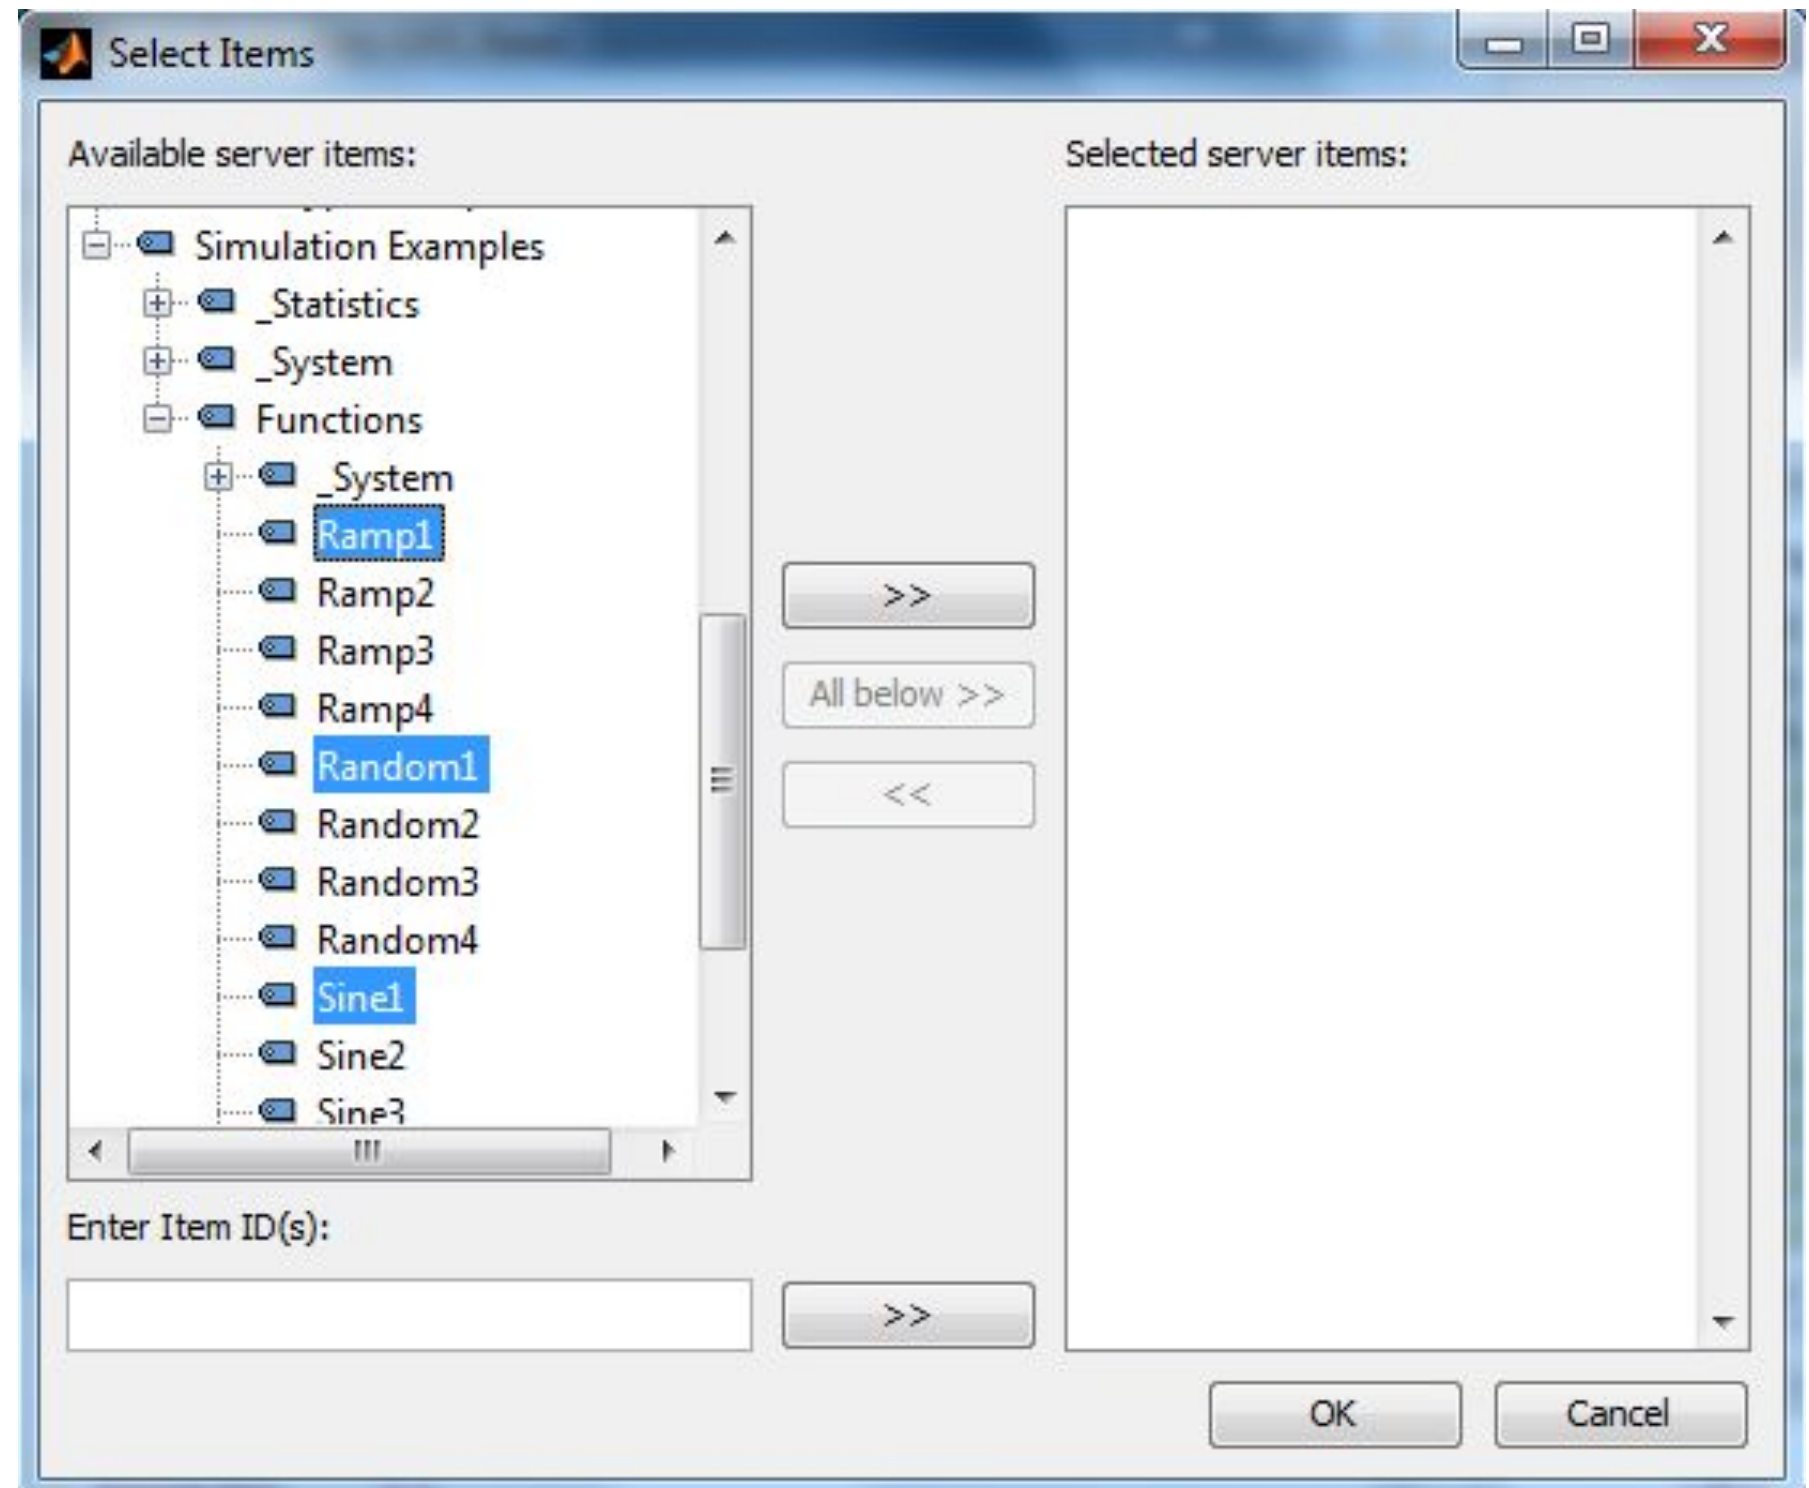 Select Items
Available server items:
Selected server items:
Simulation Examples
_Statistics
_System
Functions
_System
Ramp1
Ramp2
Ramp3
Ramp4
Random1
Random2
Random3
Random4
Sine1
Sine2
Sine3
>>
All below >>
<<
Enter Item ID(s):
>>
OK
Cancel